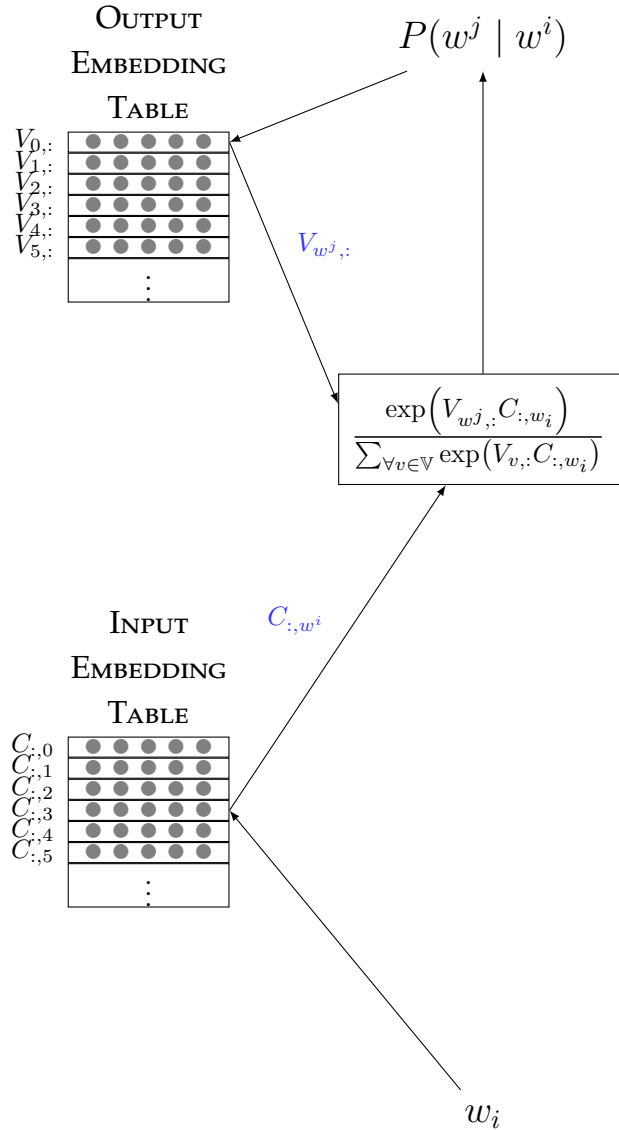 OUTPUT
EMBEDDING
TABLE
P(w^j | w^i)
V_{0,:}
V_{1,:}
V_{2,:}
V_{3,:}
V_{4,:}
V_{5,:}
⋮
V_{w^j,:}
exp(V_{w^j,:}C_{:,w_i})
∑_{∀v∈𝕍} exp(V_{v,:}C_{:,w_i})
C_{:,w^i}
INPUT
EMBEDDING
TABLE
C_{:,0}
C_{:,1}
C_{:,2}
C_{:,3}
C_{:,4}
C_{:,5}
⋮
w_i